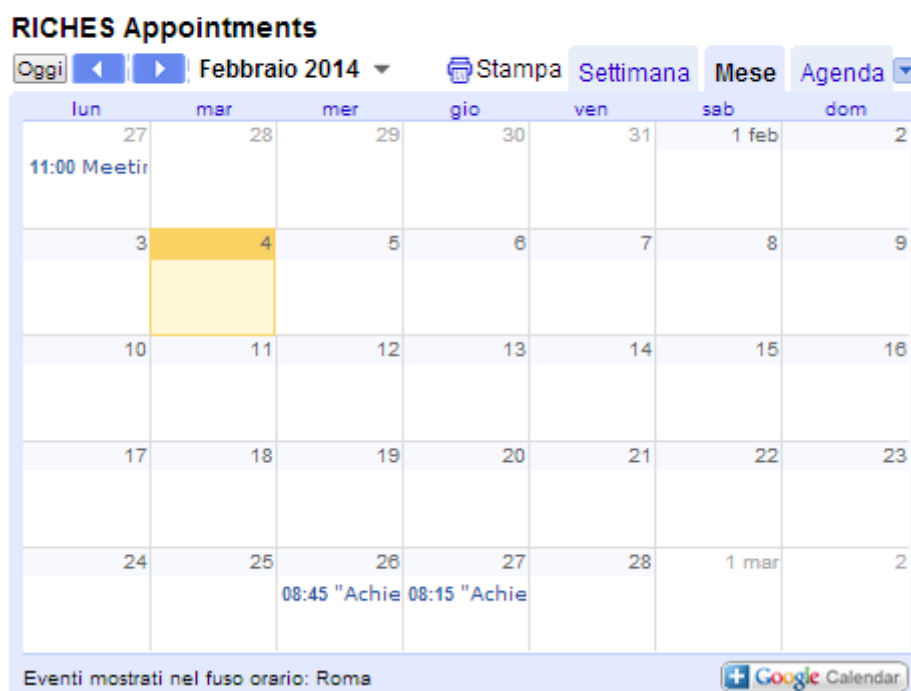 RICHES Appointments
Oggi Febbraio 2014 Stampa Settimana Mese Agenda
lun mar mer gio ven sab dom
27 28 29 30 31 1 feb 2
11:00 Meetir
3 4 5 6 7 8 9
10 11 12 13 14 15 16
17 18 19 20 21 22 23
24 25 26 27 28 1 mar 2
08:45 "Achie 08:15 "Achie
Eventi mostrati nel fuso orario: Roma Google Calendar